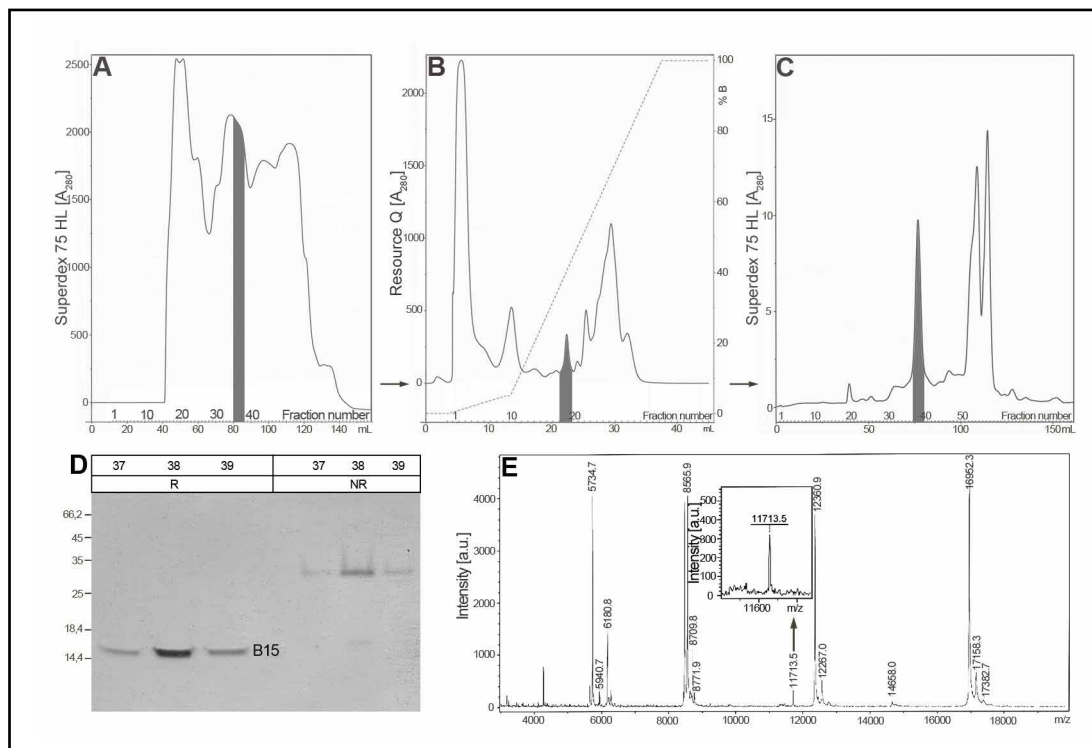 A
Superdex 75 HL [A280]
2500
2000
1500
1000
500
0
1 10 20 30 40 Fraction number
0 20 40 60 80 100 120 140 mL
B
Resource Q [A280]
2000
1500
1000
500
0
1 10 20 Fraction number
0 10 20 30 40 mL
100
% B
80
60
40
20
0
C
Superdex 75 HL [A280]
15
10
5
0
1 10 20 30 40 50 Fraction number
0 50 100 150 mL
D
37 38 39 37 38 39
R NR
66,2
45
35
25
18,4
14,4
B15
E
Intensity [a.u.]
4000
3000
2000
1000
0
4000 6000 8000 10000 12000 14000 16000 18000 m/z
5734.7
5940.7
6180.8
8565.9
8709.8
8771.9
11713.5
12360.9
12267.0
14658.0
16952.3
17158.3
17382.7
Intensity [a.u.]
500
400
300
200
100
0
11713.5
11600 m/z